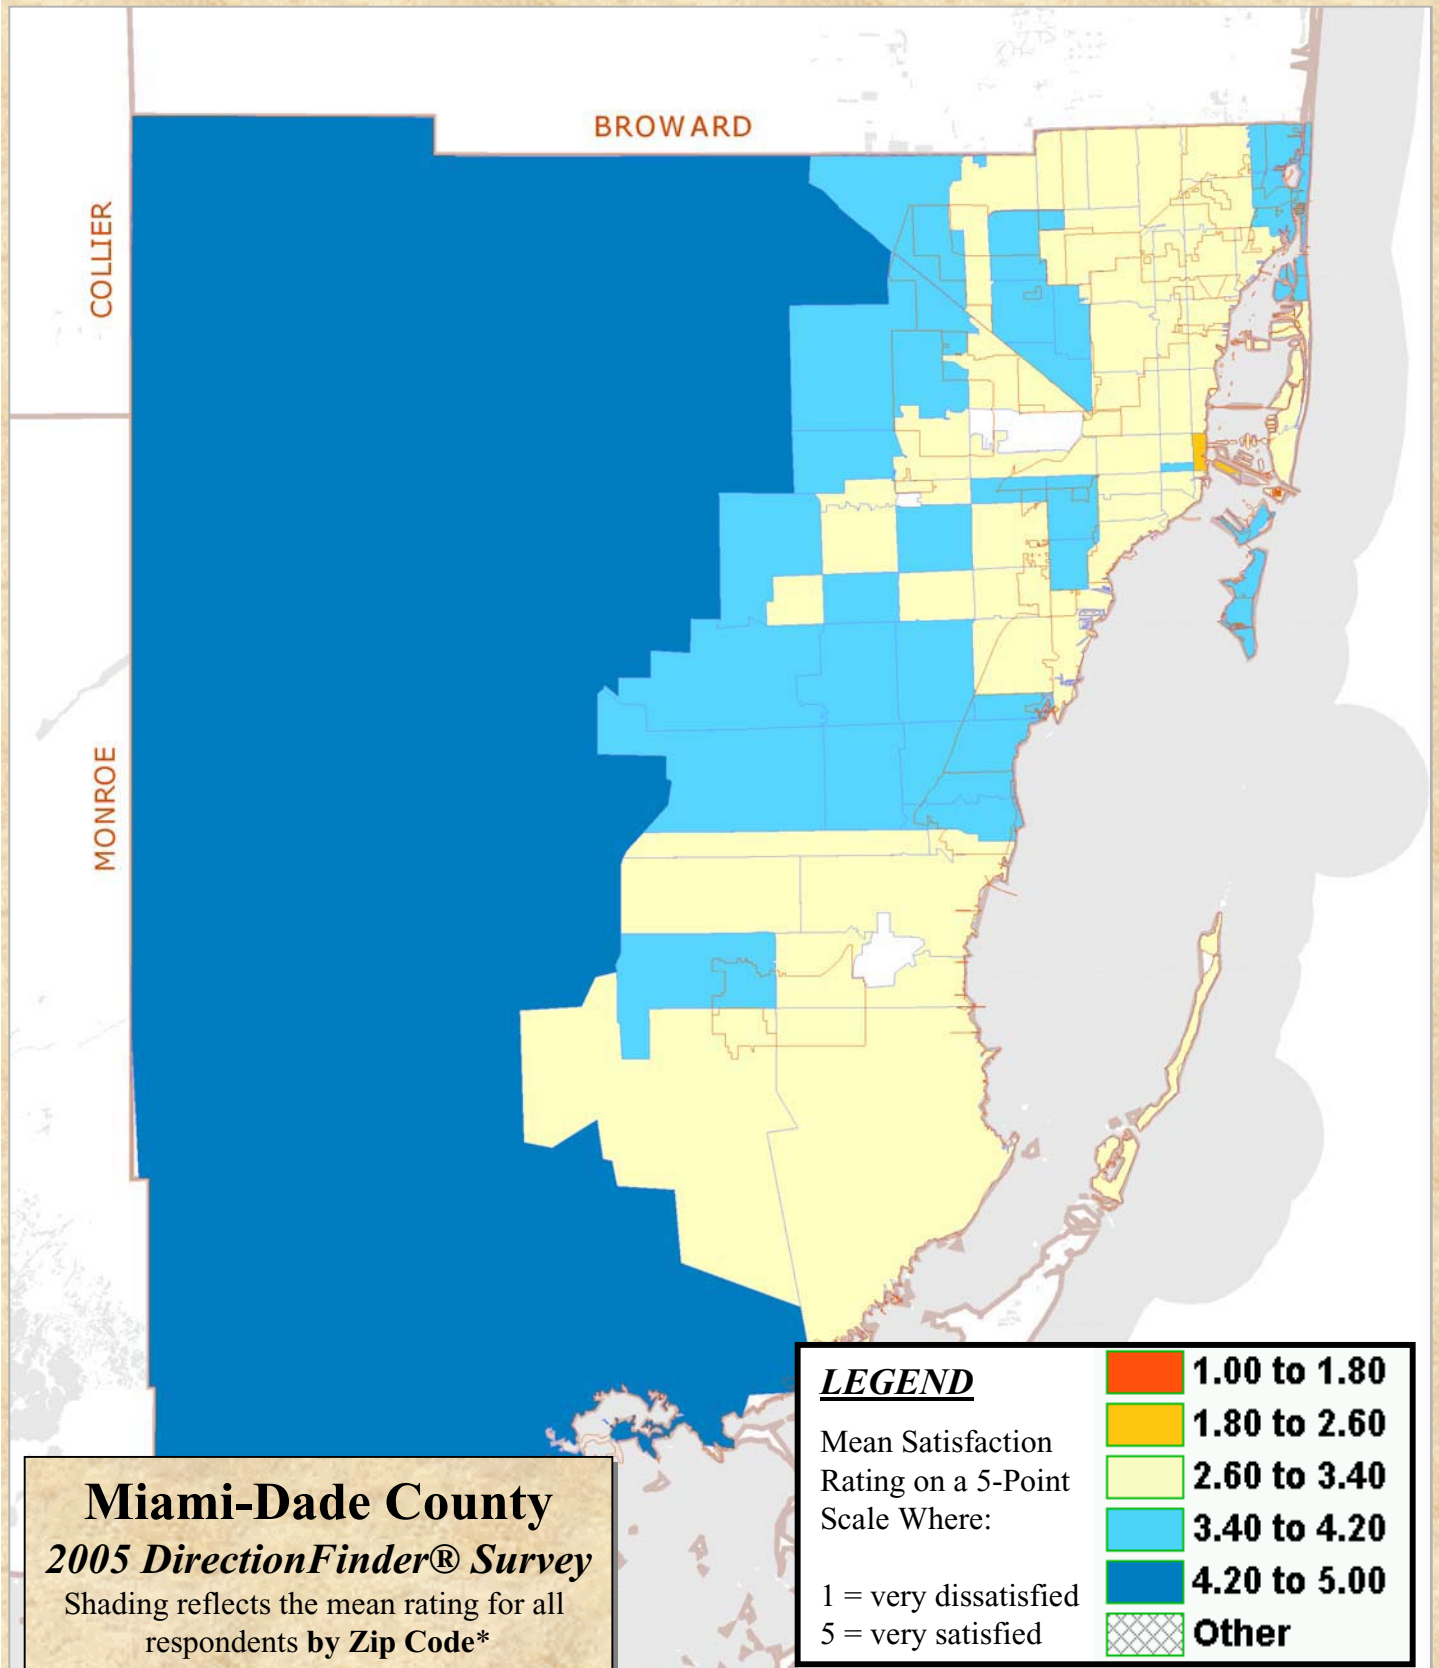 BROWARD
COLLIER
MONROE
LEGEND
Mean Satisfaction
Rating on a 5-Point
Scale Where:
1 = very dissatisfied
5 = very satisfied
1.00 to 1.80
1.80 to 2.60
2.60 to 3.40
3.40 to 4.20
4.20 to 5.00
Other
Miami-Dade County
2005 DirectionFinder® Survey
Shading reflects the mean rating for all
respondents by Zip Code*